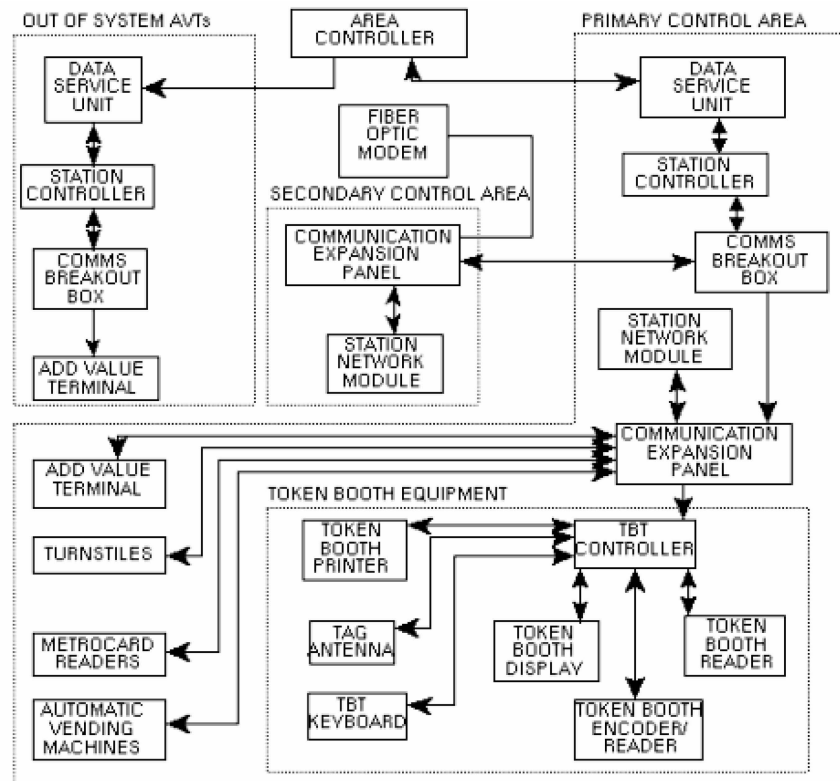 OUT OF SYSTEM AVTs
AREA
CONTROLLER
PRIMARY CONTROL AREA
DATA
SERVICE
UNIT
DATA
SERVICE
UNIT
FIBER
OPTIC
MODEM
STATION
CONTROLLER
STATION
CONTROLLER
SECONDARY CONTROL AREA
COMMUNICATION
EXPANSION
PANEL
COMMS
BREAKOUT
BOX
COMMS
BREAKOUT
BOX
STATION
NETWORK
MODULE
STATION
NETWORK
MODULE
ADD VALUE
TERMINAL
COMMUNICATION
EXPANSION
PANEL
ADD VALUE
TERMINAL
TOKEN BOOTH EQUIPMENT
TURNSTILES
TOKEN
BOOTH
PRINTER
TBT
CONTROLLER
METROCARD
READERS
TAG
ANTENNA
TOKEN
BOOTH
DISPLAY
TOKEN
BOOTH
READER
AUTOMATIC
VENDING
MACHINES
TBT
KEYBOARD
TOKEN BOOTH
ENCODER/
READER